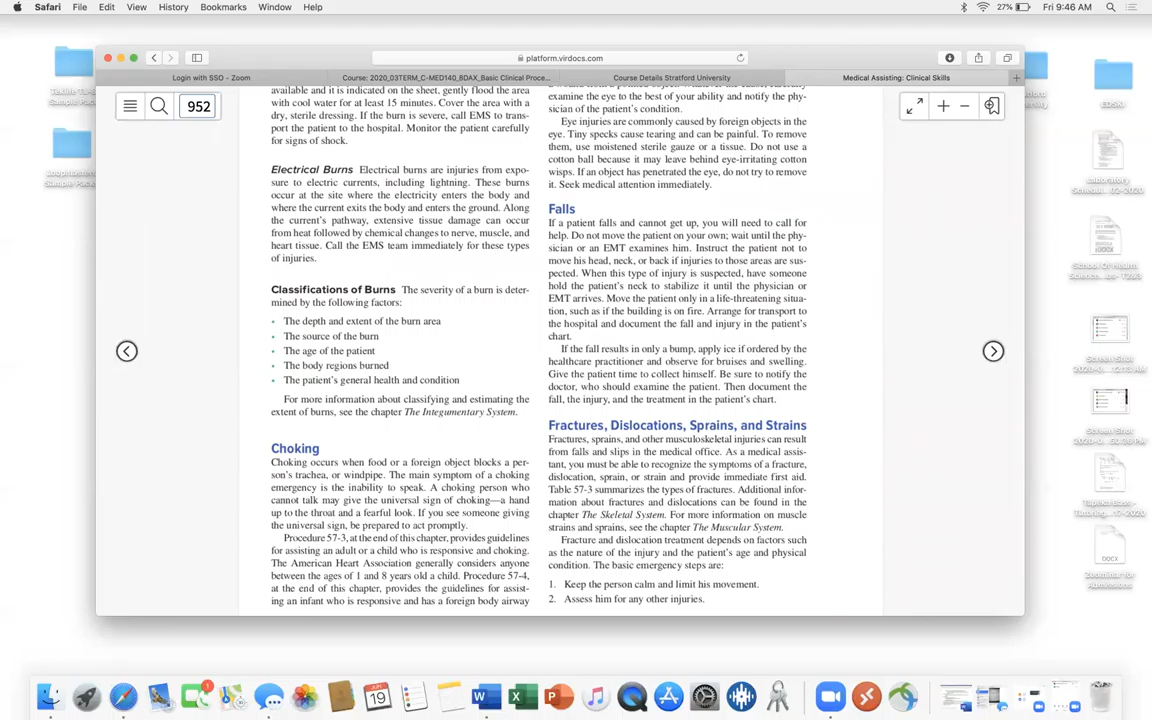 Safari File Edit View History Bookmarks Window Help 27% Fri 9:46 AM
platform.virdocs.com
Login with SSO - Zoom
Course: 2020_03TERM_C-MED140_8DAX_Basic Clinical Proce...
Course Details Stratford University
Medical Assisting: Clinical Skills
952
available and it is indicated on the sheet, gently flood the area
with cool water for at least 15 minutes. Cover the area with a
dry, sterile dressing. If the burn is severe, call EMS to trans-
port the patient to the hospital. Monitor the patient carefully
for signs of shock.
Electrical Burns Electrical burns are injuries from expo-
sure to electric currents, including lightning. These burns
occur at the site where the electricity enters the body and
where the current exits the body and enters the ground. Along
the current's pathway, extensive tissue damage can occur
from heat followed by chemical changes to nerve, muscle, and
heart tissue. Call the EMS team immediately for these types
of injuries.
Classifications of Burns The severity of a burn is deter-
mined by the following factors:
• The depth and extent of the burn area
• The source of the burn
• The age of the patient
• The body regions burned
• The patient's general health and condition
For more information about classifying and estimating the
extent of burns, see the chapter The Integumentary System.
Choking
Choking occurs when food or a foreign object blocks a per-
son's trachea, or windpipe. The main symptom of a choking
emergency is the inability to speak. A choking person who
cannot talk may give the universal sign of choking—a hand
up to the throat and a fearful look. If you see someone giving
the universal sign, be prepared to act promptly.
Procedure 57-3, at the end of this chapter, provides guidelines
for assisting an adult or a child who is responsive and choking.
The American Heart Association generally considers anyone
between the ages of 1 and 8 years old a child. Procedure 57-4,
at the end of this chapter, provides the guidelines for assist-
ing an infant who is responsive and has a foreign body airway
examine the eye to the best of your ability and notify the phy-
sician of the patient's condition.
Eye injuries are commonly caused by foreign objects in the
eye. Tiny specks cause tearing and can be painful. To remove
them, use moistened sterile gauze or a tissue. Do not use a
cotton ball because it may leave behind eye-irritating cotton
wisps. If an object has penetrated the eye, do not try to remove
it. Seek medical attention immediately.
Falls
If a patient falls and cannot get up, you will need to call for
help. Do not move the patient on your own; wait until the phy-
sician or an EMT examines him. Instruct the patient not to
move his head, neck, or back if injuries to those areas are sus-
pected. When this type of injury is suspected, have someone
hold the patient's neck to stabilize it until the physician or
EMT arrives. Move the patient only in a life-threatening situa-
tion, such as if the building is on fire. Arrange for transport to
the hospital and document the fall and injury in the patient's
chart.
If the fall results in only a bump, apply ice if ordered by the
healthcare practitioner and observe for bruises and swelling.
Give the patient time to collect himself. Be sure to notify the
doctor, who should examine the patient. Then document the
fall, the injury, and the treatment in the patient's chart.
Fractures, Dislocations, Sprains, and Strains
Fractures, sprains, and other musculoskeletal injuries can result
from falls and slips in the medical office. As a medical assis-
tant, you must be able to recognize the symptoms of a fracture,
dislocation, sprain, or strain and provide immediate first aid.
Table 57-3 summarizes the types of fractures. Additional infor-
mation about fractures and dislocations can be found in the
chapter The Skeletal System. For more information on muscle
strains and sprains, see the chapter The Muscular System.
Fracture and dislocation treatment depends on factors such
as the nature of the injury and the patient's age and physical
condition. The basic emergency steps are:
1. Keep the person calm and limit his movement.
2. Assess him for any other injuries.
Sample Pack
EDSKI
Laboratory
School Of Health
Screen Shot
Screen Shot
DOCX
Zoominar for
Admissions
JUN
19
1